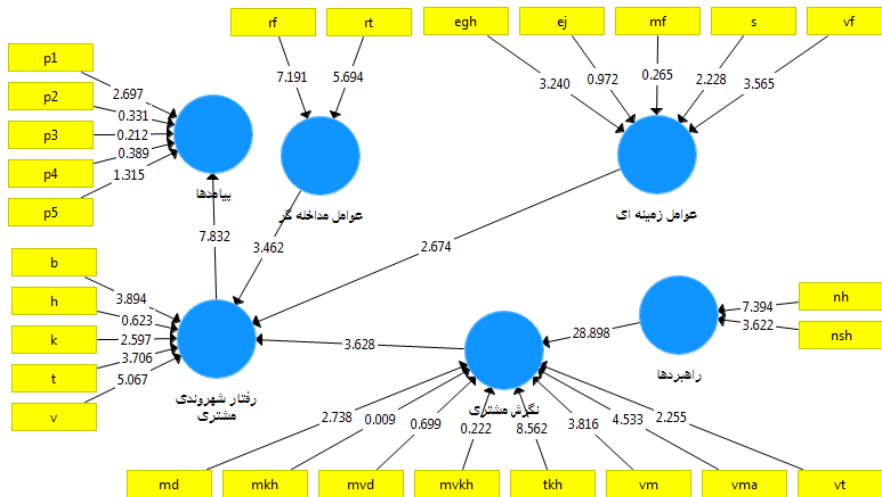 rf
rt
egh
ej
mf
s
vf
p1
p2
p3
p4
p5
2.697
0.331
0.212
0.389
1.315
7.191
5.694
3.240
0.972
0.265
2.228
3.565
پیامدها
عوامل مداخله گر
عوامل زمینه ای
7.832
3.462
2.674
b
h
k
t
v
3.894
0.623
2.597
3.706
5.067
رفتار شهروندی
مشتری
3.628
نگرش مشتری
28.898
راهبردها
7.394
3.622
nh
nsh
2.738
0.009
0.699
0.222
8.562
3.816
4.533
2.255
md
mkh
mvd
mvkh
tkh
vm
vma
vt